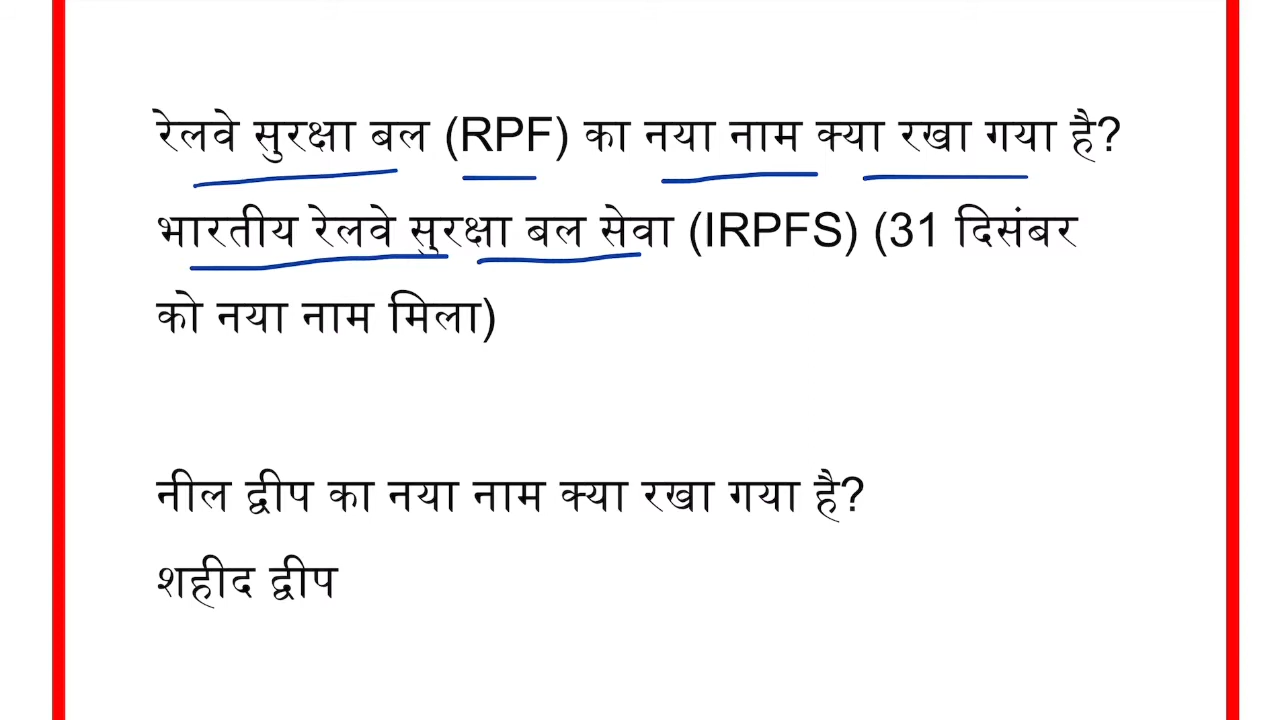 रेलवे सुरक्षा बल (RPF) का नया नाम क्या रखा गया है?
भारतीय रेलवे सुरक्षा बल सेवा (IRPFS) (31 दिसंबर
को नया नाम मिला)
नील द्वीप का नया नाम क्या रखा गया है?
शहीद द्वीप